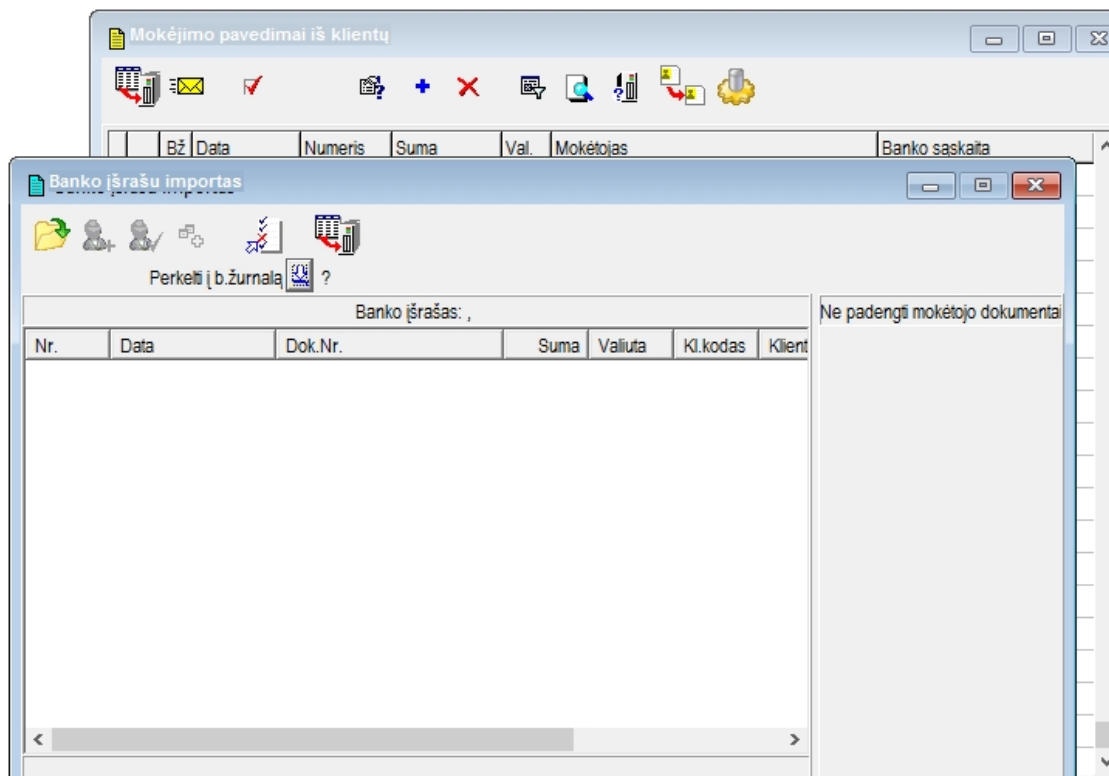 Mokėjimo pavedimai iš klientų
Bž Data Numeris Suma Val. Mokėtojas Banko sąskaita
Banko įšrašu importas
Perkelti į b.žurnalą ?
Banko įšrašas: , Ne padengti mokėtojo dokumentai
Nr. Data Dok.Nr. Suma Valiuta Kl.kodas Klient